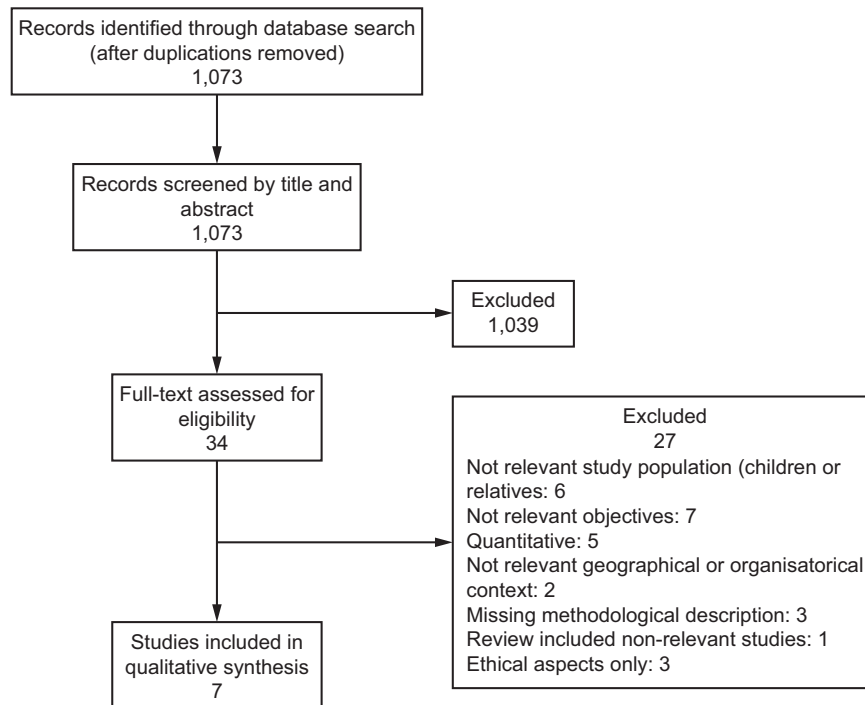 Records identified through database search
(after duplications removed)
1,073
Records screened by title and
abstract
1,073
Excluded
1,039
Full-text assessed for
eligibility
34
Excluded
27
Not relevant study population (children or
relatives: 6
Not relevant objectives: 7
Quantitative: 5
Not relevant geographical or organisatorical
context: 2
Missing methodological description: 3
Review included non-relevant studies: 1
Ethical aspects only: 3
Studies included in
qualitative synthesis
7